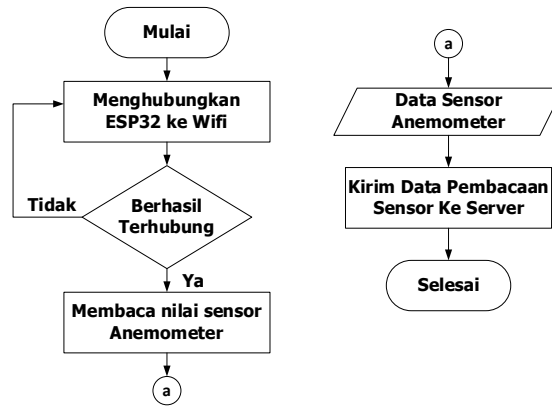 Mulai
Menghubungkan
ESP32 ke Wifi
Tidak
Berhasil
Terhubung
Ya
Membaca nilai sensor
Anemometer
a
a
Data Sensor
Anemometer
Kirim Data Pembacaan
Sensor Ke Server
Selesai